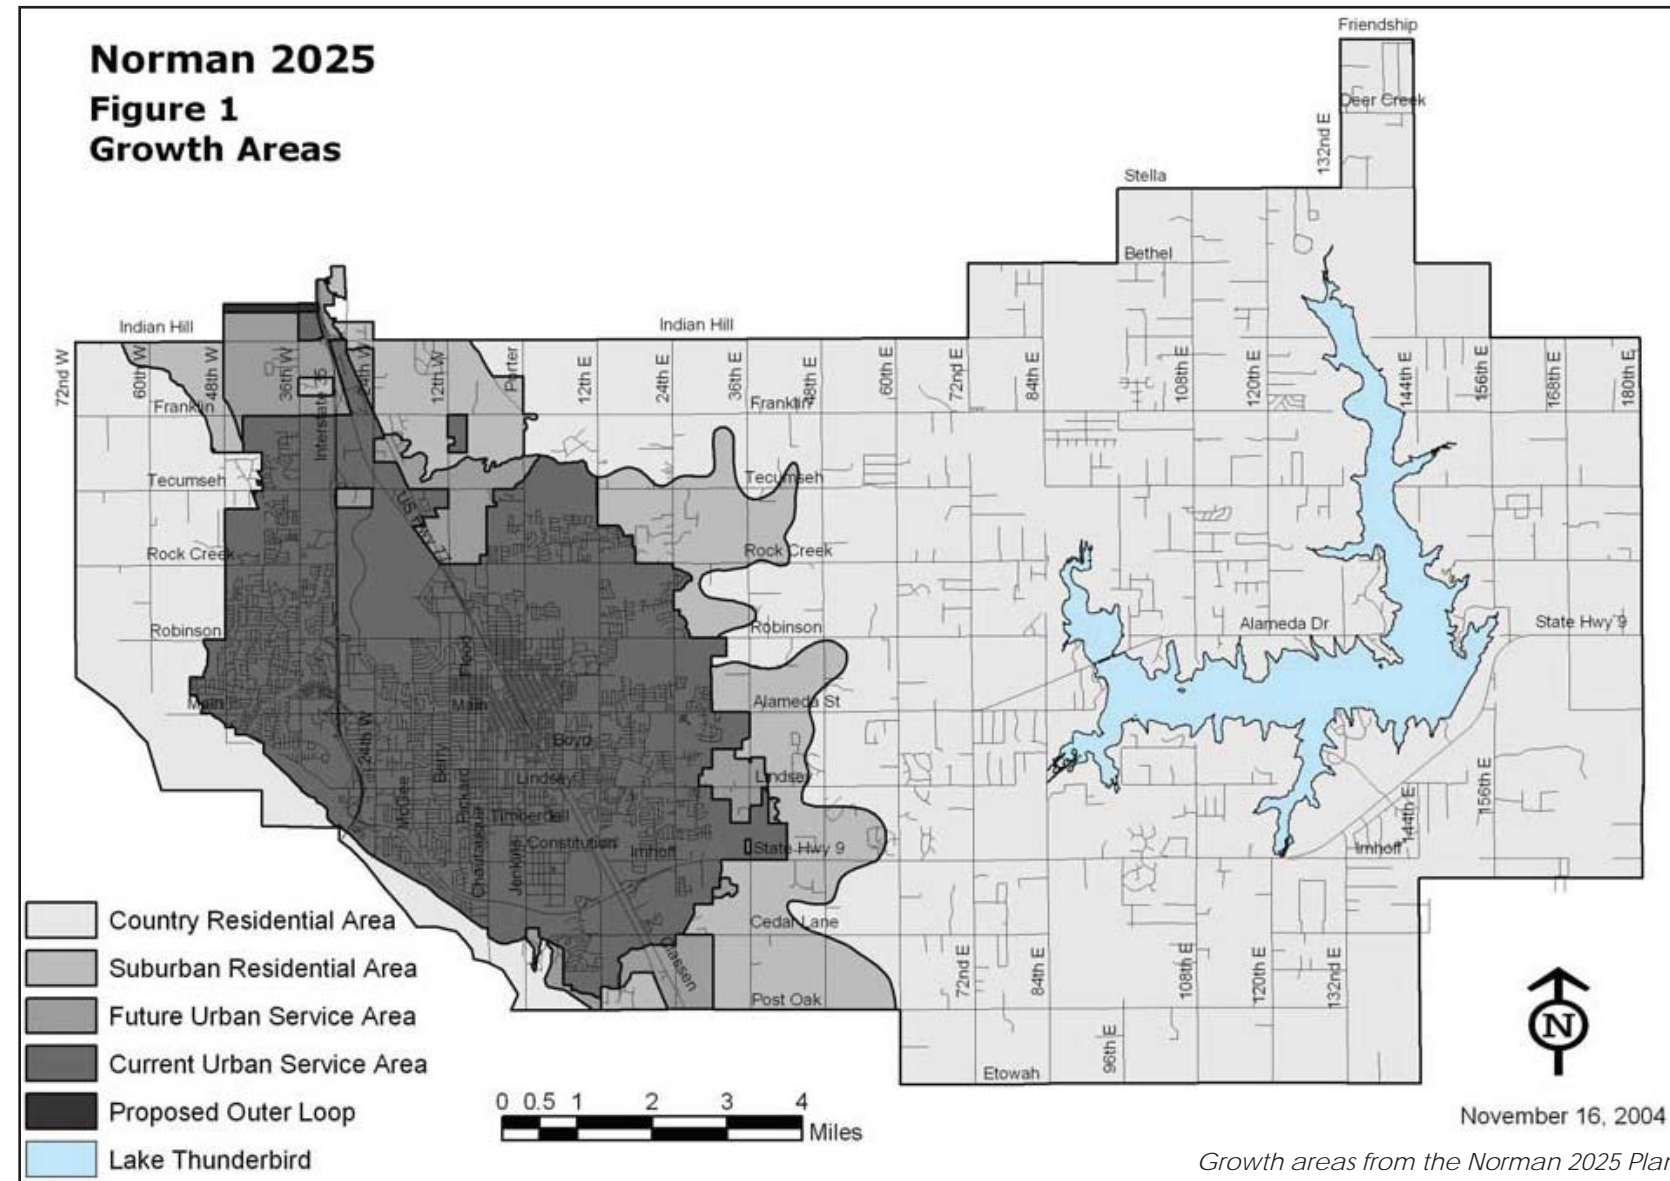 Norman 2025
Figure 1
Growth Areas
Friendship
Deer Creek
132nd E
Stella
Bethel
Indian Hill
Indian Hill
72nd W
60th W
48th W
36th W
Interstate 35
24th W
12th W
Porter
12th E
24th E
36th E
48th E
60th E
72nd E
84th E
108th E
120th E
144th E
156th E
168th E
180th E
Franklin
Franklin
Tecumseh
Tecumseh
US Hwy 77
Rock Creek
Rock Creek
Robinson
Robinson
Alameda Dr
State Hwy 9
Flood
Main
Main
Alameda St
24th W
Boyd
Berry
Lindsey
Lindsey
McGee
Pickard
156th E
144th E
Timberdell
Chautauqua
Jenkins
Constitution
Imhoff
State Hwy 9
Imhoff
Cedar Lane
Classen
72nd E
84th E
108th E
120th E
132nd E
Post Oak
96th E
Etowah
Country Residential Area
Suburban Residential Area
Future Urban Service Area
Current Urban Service Area
Proposed Outer Loop
Lake Thunderbird
0 0.5 1 2 3 4
Miles
N
November 16, 2004
Growth areas from the Norman 2025 Plan